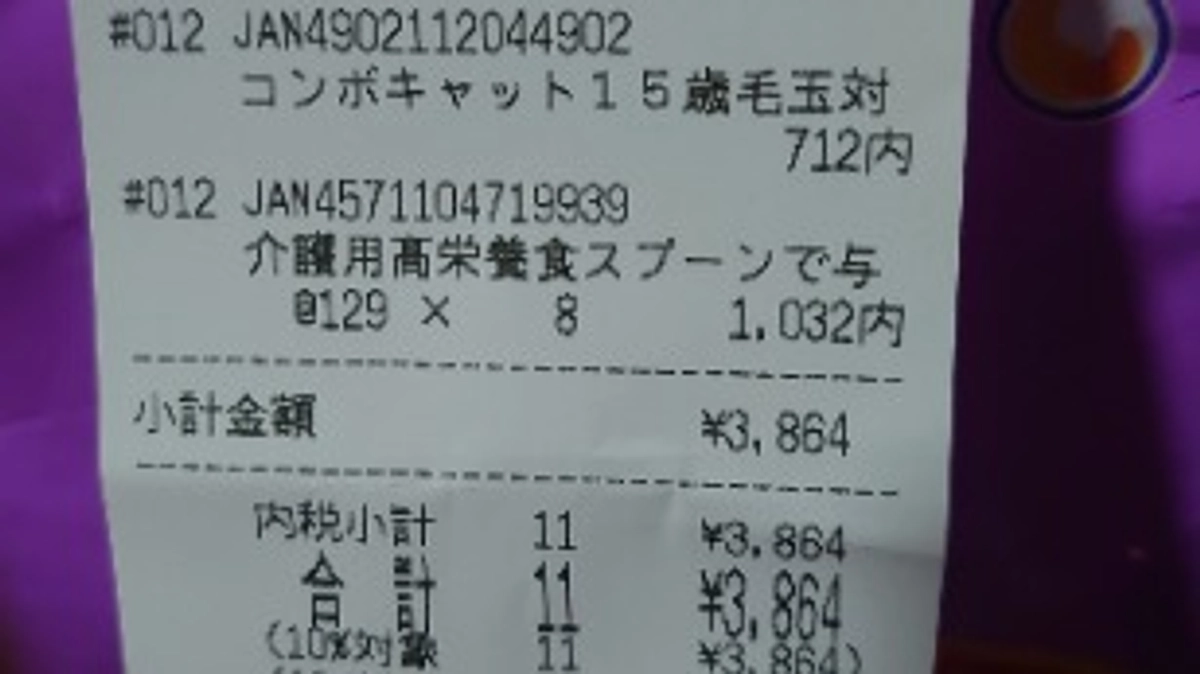 #012 JAN4902112044902
コンボキャット１５歳毛玉対
712内
#012 JAN4571104719939
介護用高栄養食スプーンで与
@129 × 8 1,032内
小計金額 ¥3,864
内税小計 11 ¥3,864
合 計 11 ¥3,864
(10%対象 11 ¥3,864)